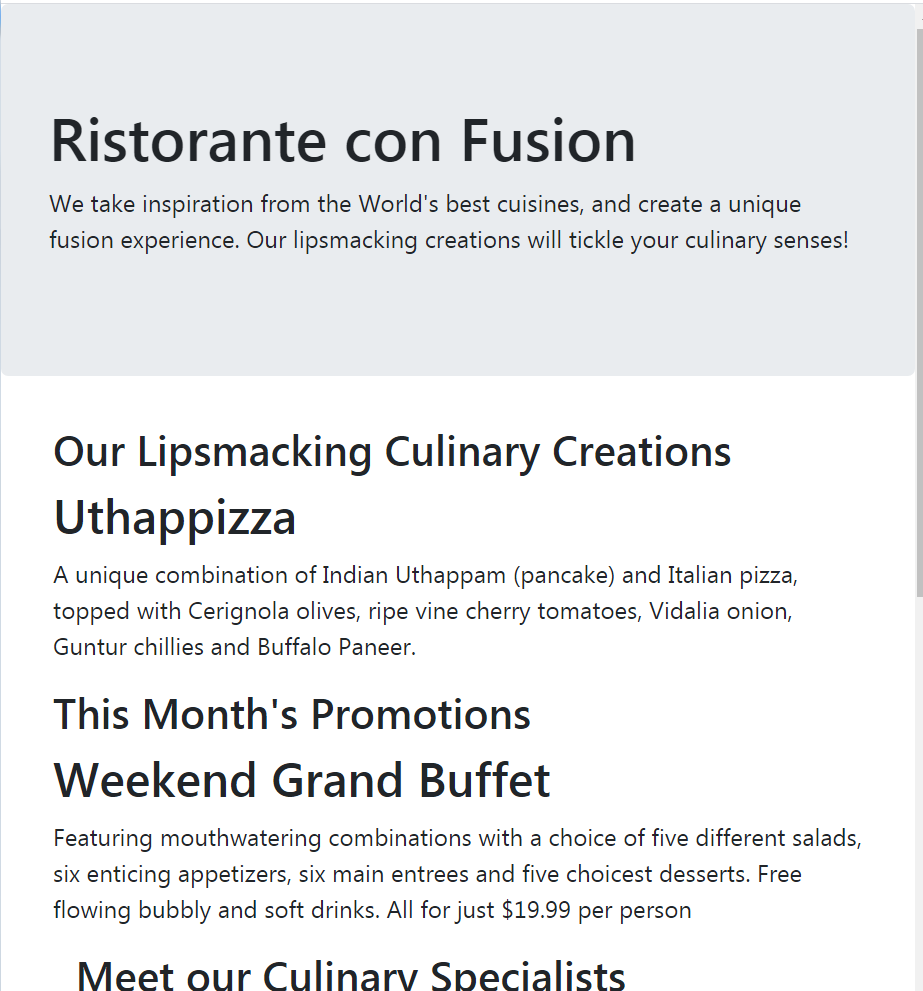 Ristorante con Fusion
We take inspiration from the World's best cuisines, and create a unique
fusion experience. Our lipsmacking creations will tickle your culinary senses!
Our Lipsmacking Culinary Creations
Uthappizza
A unique combination of Indian Uthappam (pancake) and Italian pizza,
topped with Cerignola olives, ripe vine cherry tomatoes, Vidalia onion,
Guntur chillies and Buffalo Paneer.
This Month's Promotions
Weekend Grand Buffet
Featuring mouthwatering combinations with a choice of five different salads,
six enticing appetizers, six main entrees and five choicest desserts. Free
flowing bubbly and soft drinks. All for just $19.99 per person
Meet our Culinary Specialists